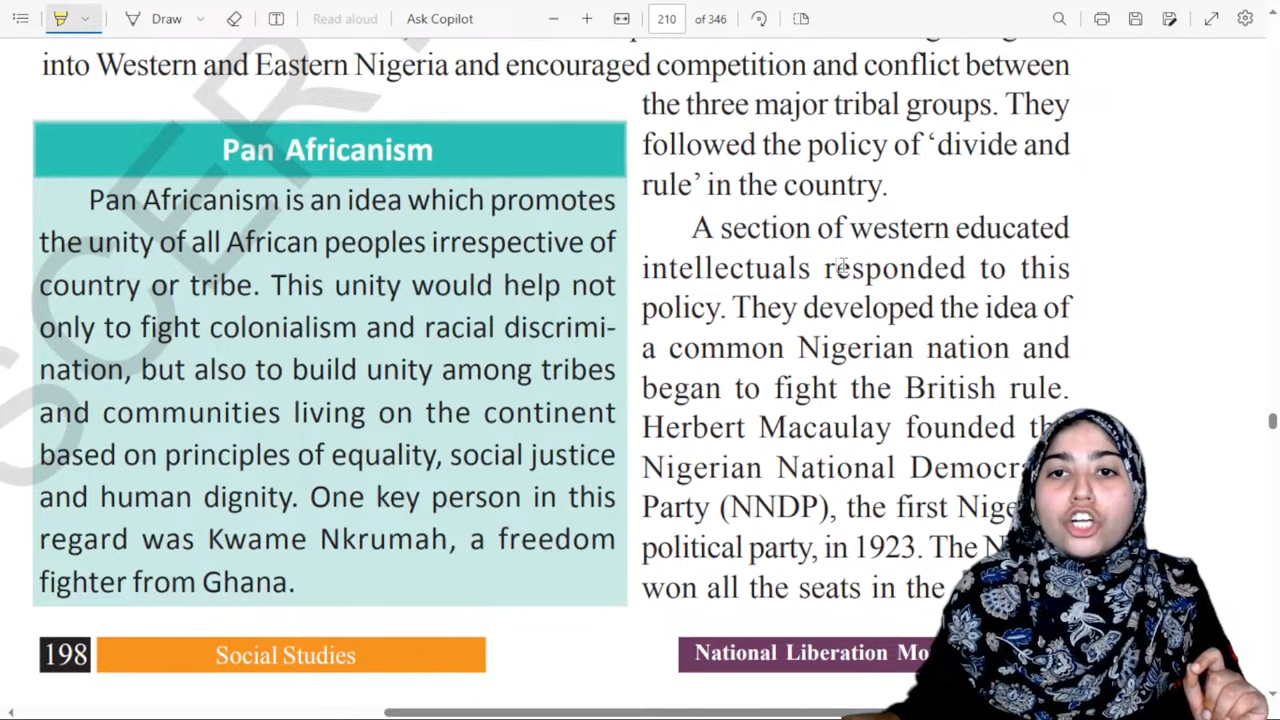 Draw
Read aloud
Ask Copilot
210
of 346
into Western and Eastern Nigeria and encouraged competition and conflict between
the three major tribal groups. They
followed the policy of ‘divide and
rule’ in the country.
A section of western educated
intellectuals responded to this
policy. They developed the idea of
a common Nigerian nation and
began to fight the British rule.
Herbert Macaulay founded
Nigerian National
Party (NNDP), the first
political party, in 1923. The
won all the seats in the
Pan Africanism
Pan Africanism is an idea which promotes
the unity of all African peoples irrespective of
country or tribe. This unity would help not
only to fight colonialism and racial discrimi-
nation, but also to build unity among tribes
and communities living on the continent
based on principles of equality, social justice
and human dignity. One key person in this
regard was Kwame Nkrumah, a freedom
fighter from Ghana.
198
Social Studies
National Liberation
SCER